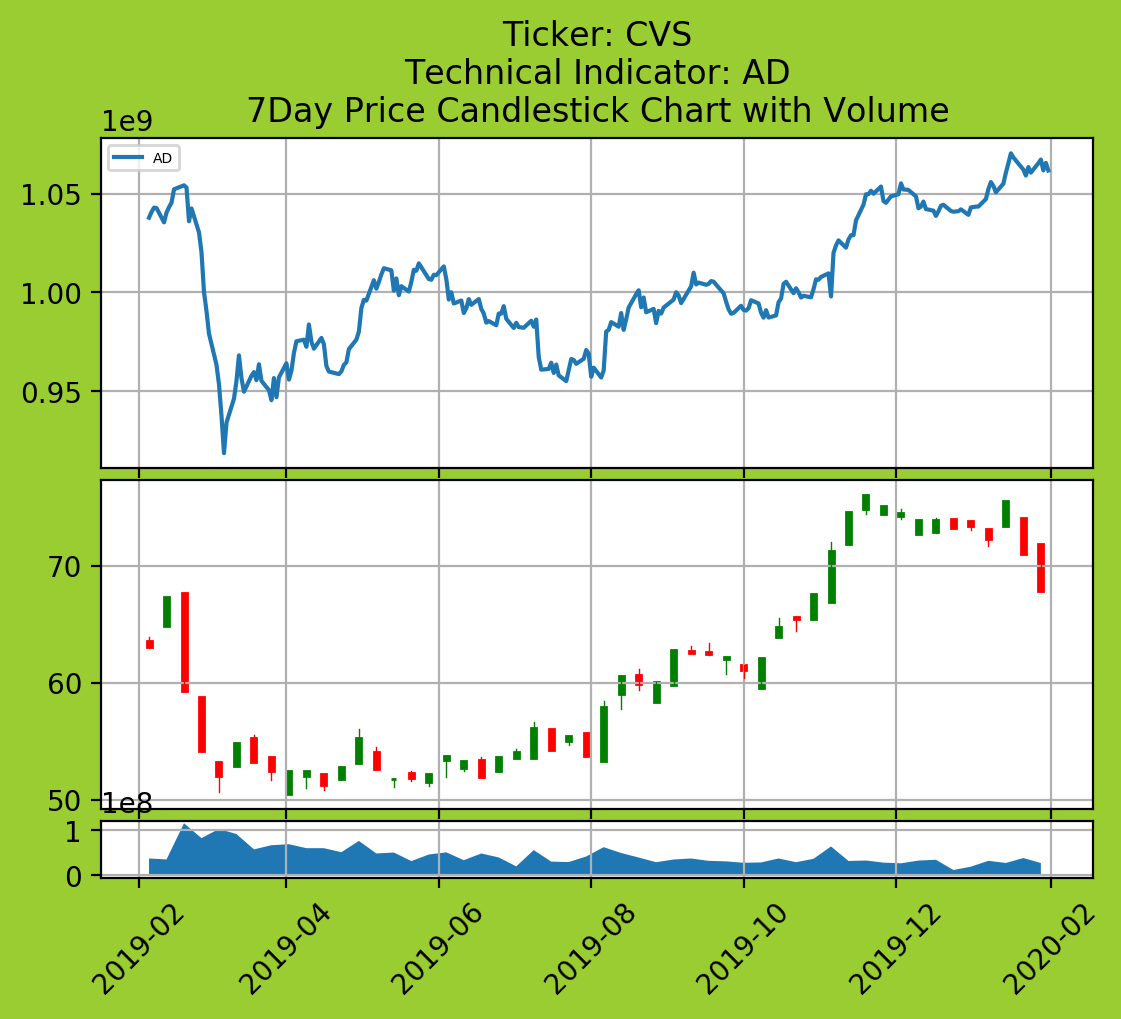 Ticker: CVS
Technical Indicator: AD
7Day Price Candlestick Chart with Volume
1e9
AD
1.05
1.00
0.95
70
60
50
1e8
1
0
2019-02
2019-04
2019-06
2019-08
2019-10
2019-12
2020-02